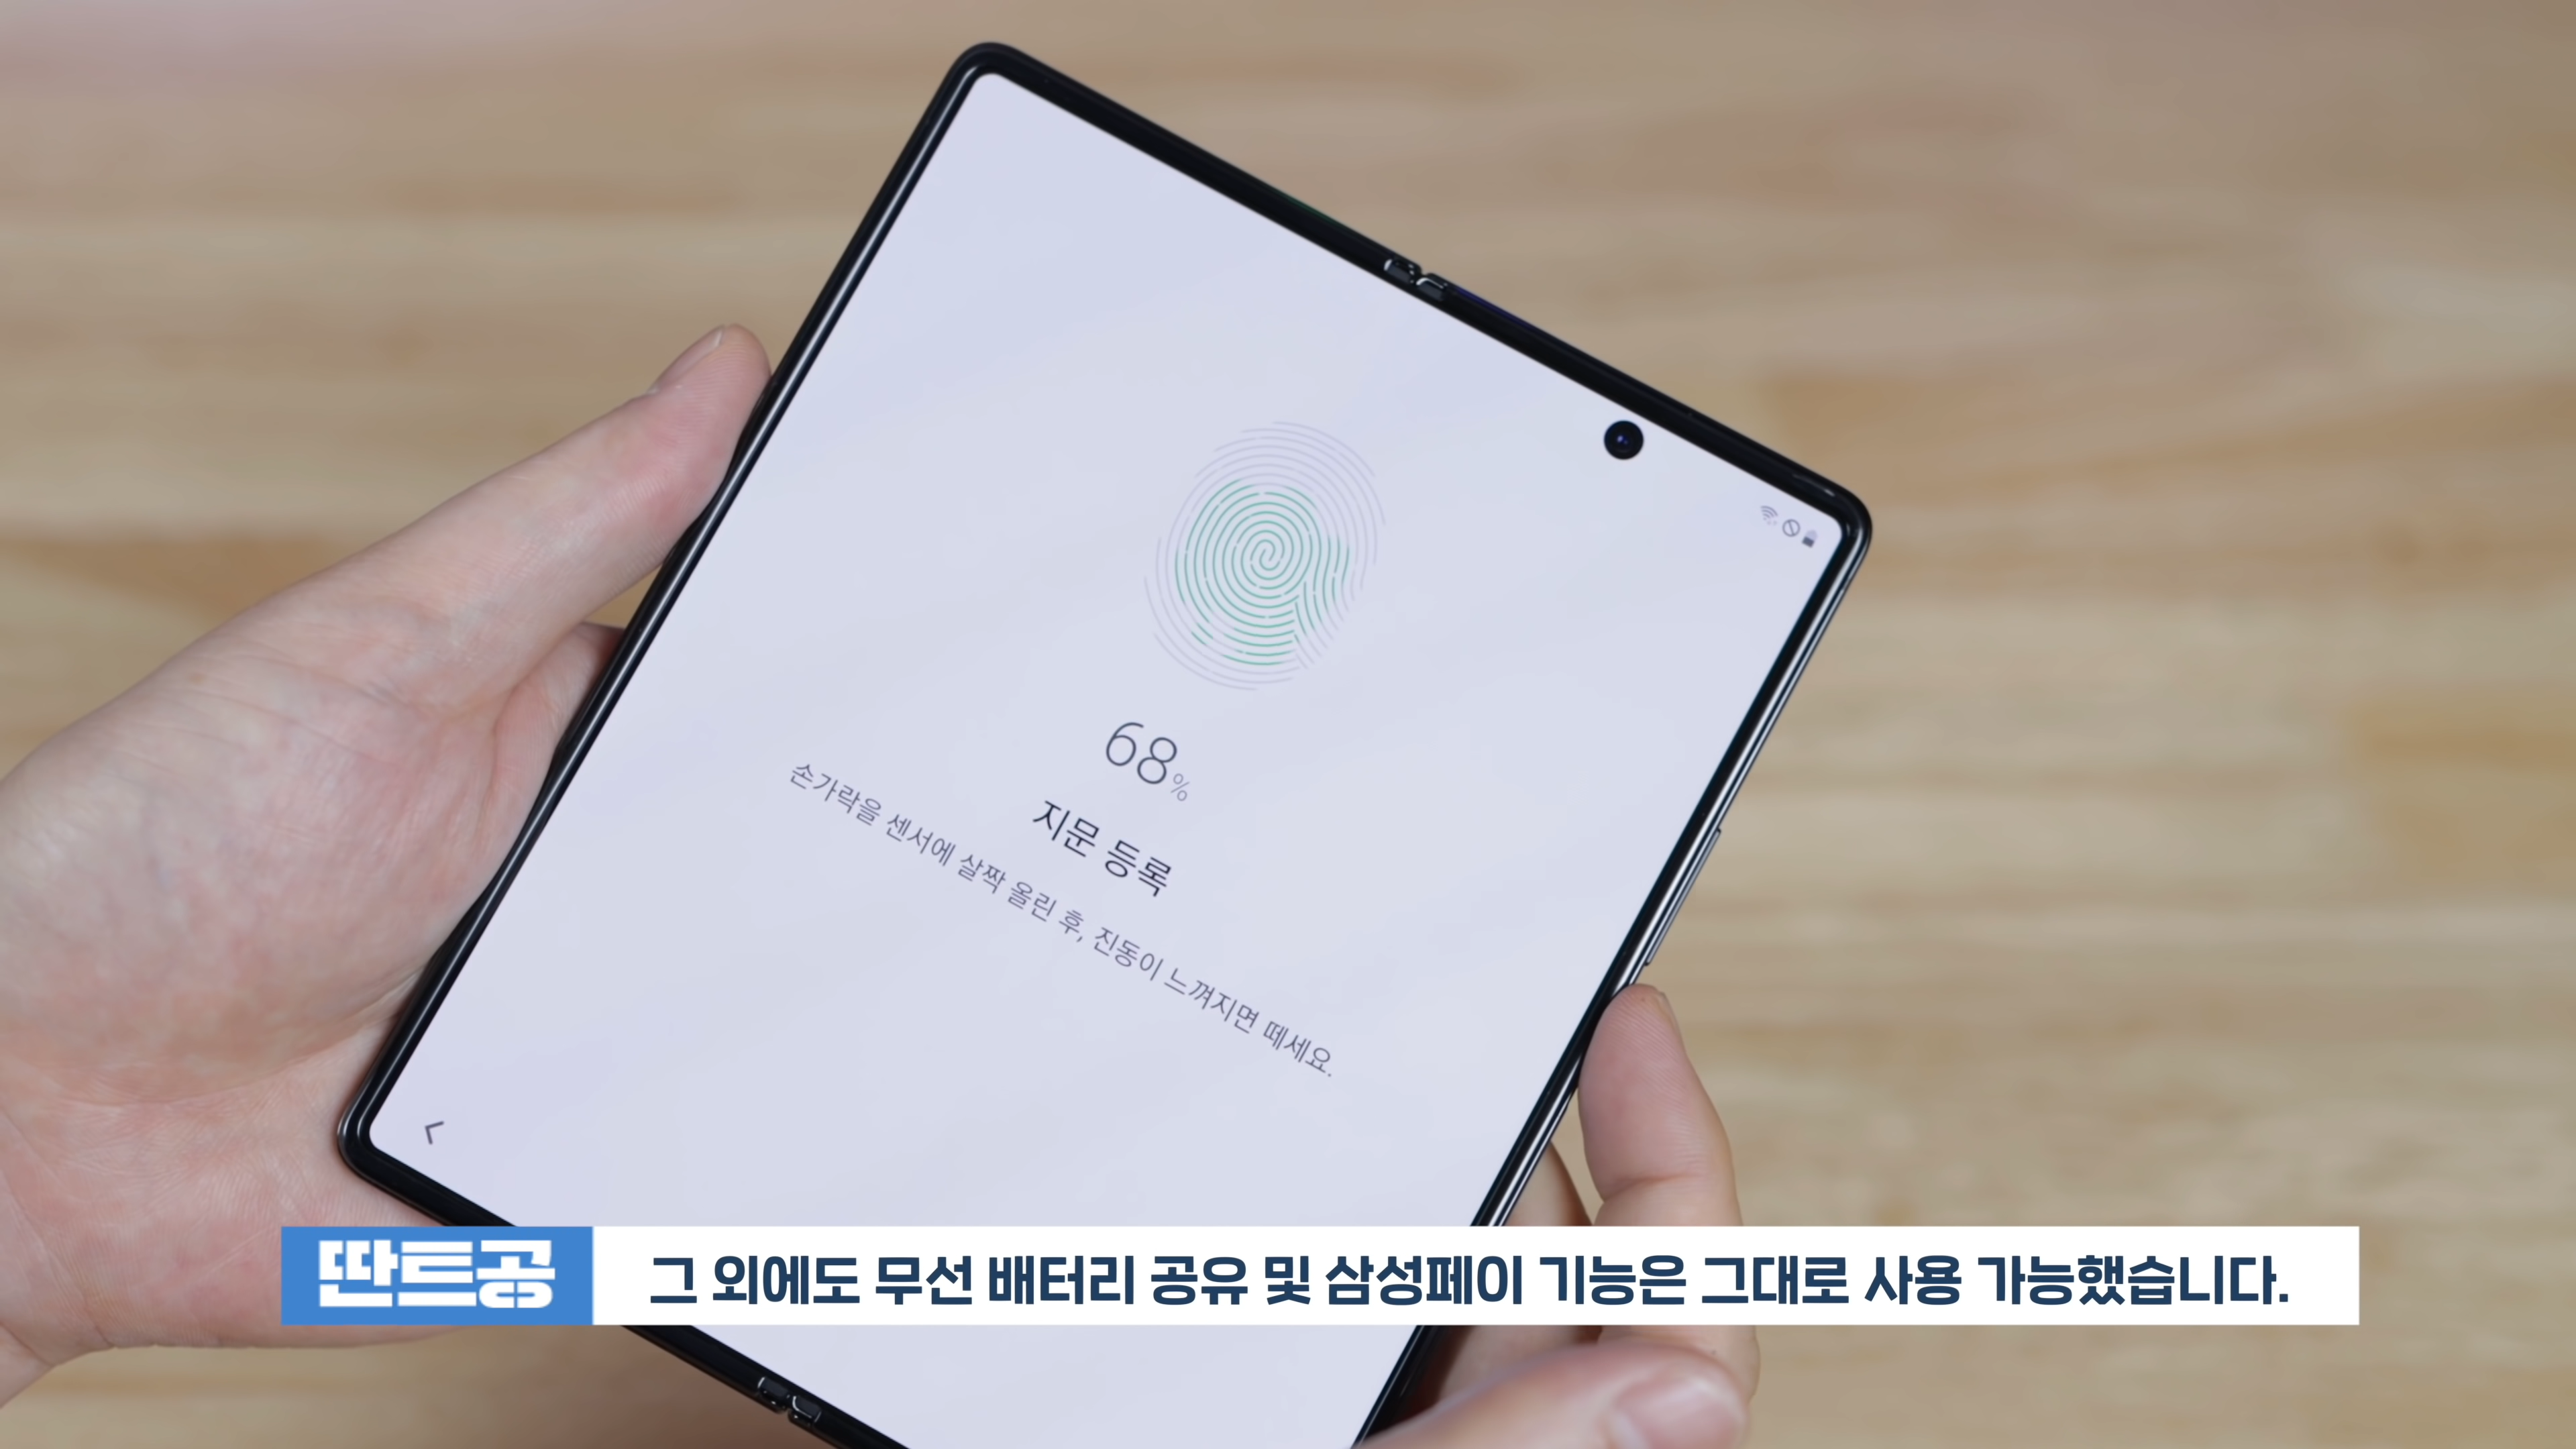 68%
지문 등록
손가락을 센서에 살짝 올린 후, 진동이 느껴지면 떼세요.
딴트공 그 외에도 무선 배터리 공유 및 삼성페이 기능은 그대로 사용 가능했습니다.